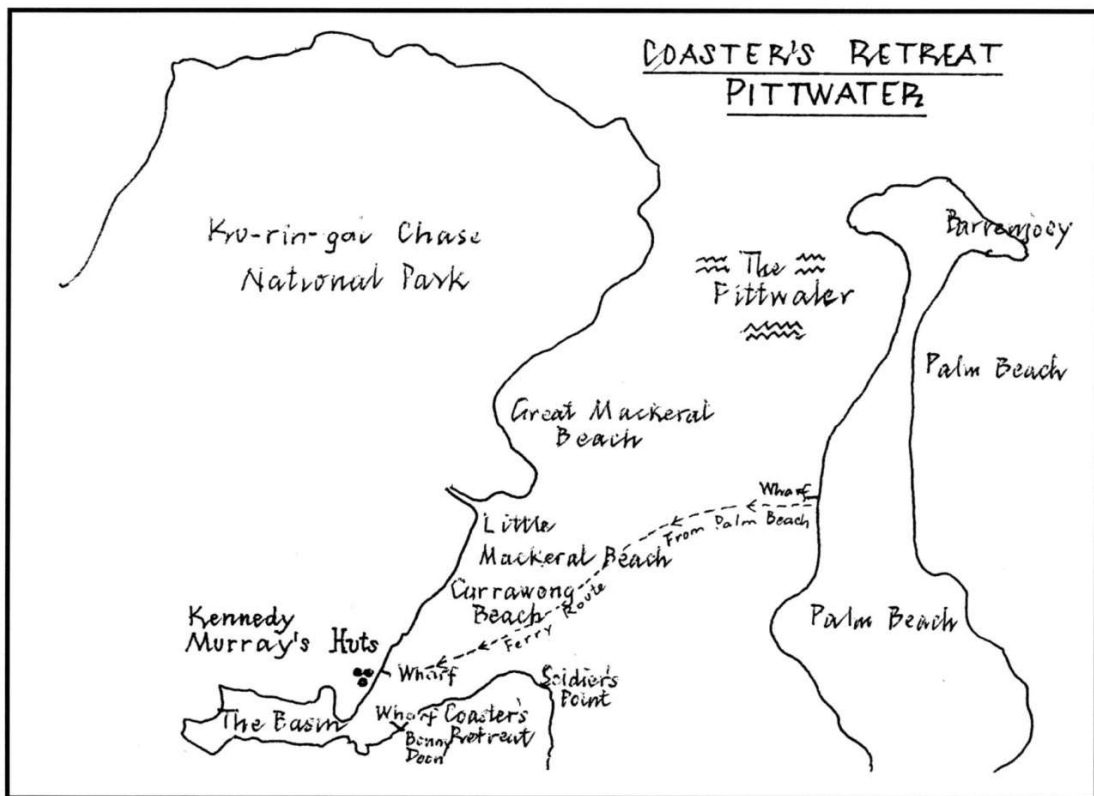 COASTER'S RETREAT
PITTWATER
Ku-rin-gai Chase
National Park
Barrenjoey
The
Pittwater
Palm Beach
Great Mackeral
Beach
Wharf
From Palm Beach
Little
Mackeral Beach
Currawong
Beach
Ferry Route
Palm Beach
Kennedy
Murray's Huts
Wharf
Soldier's
Point
The Basin
Wharf
Coaster's
Retreat
Bonny
Doon